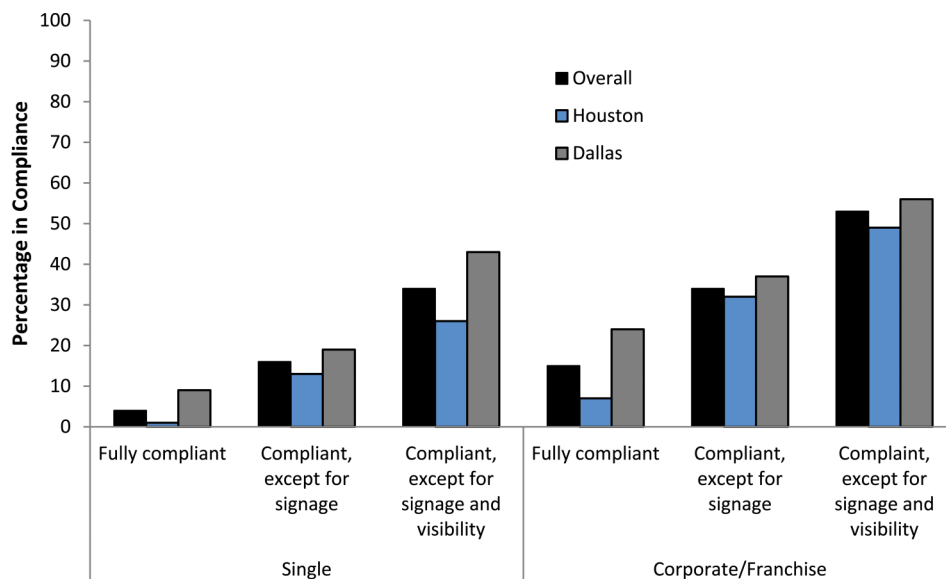 100
90
80
70
60
50
40
30
20
10
0
Percentage in Compliance
Overall
Houston
Dallas
Fully compliant
Compliant,
except for
signage
Compliant,
except for
signage and
visibility
Fully compliant
Compliant,
except for
signage
Complaint,
except for
signage and
visibility
Single
Corporate/Franchise